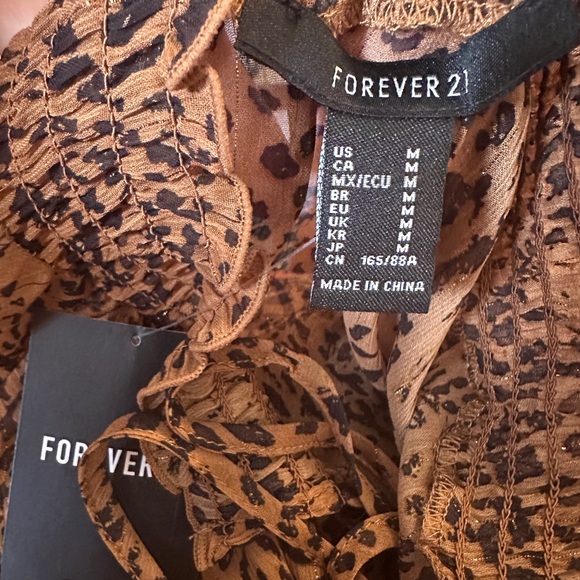 FOREVER 21
US M
CA M
MX/ECU M
BR M
EU M
UK M
KR M
JP M
CN 165/88A
MADE IN CHINA
FOREVER